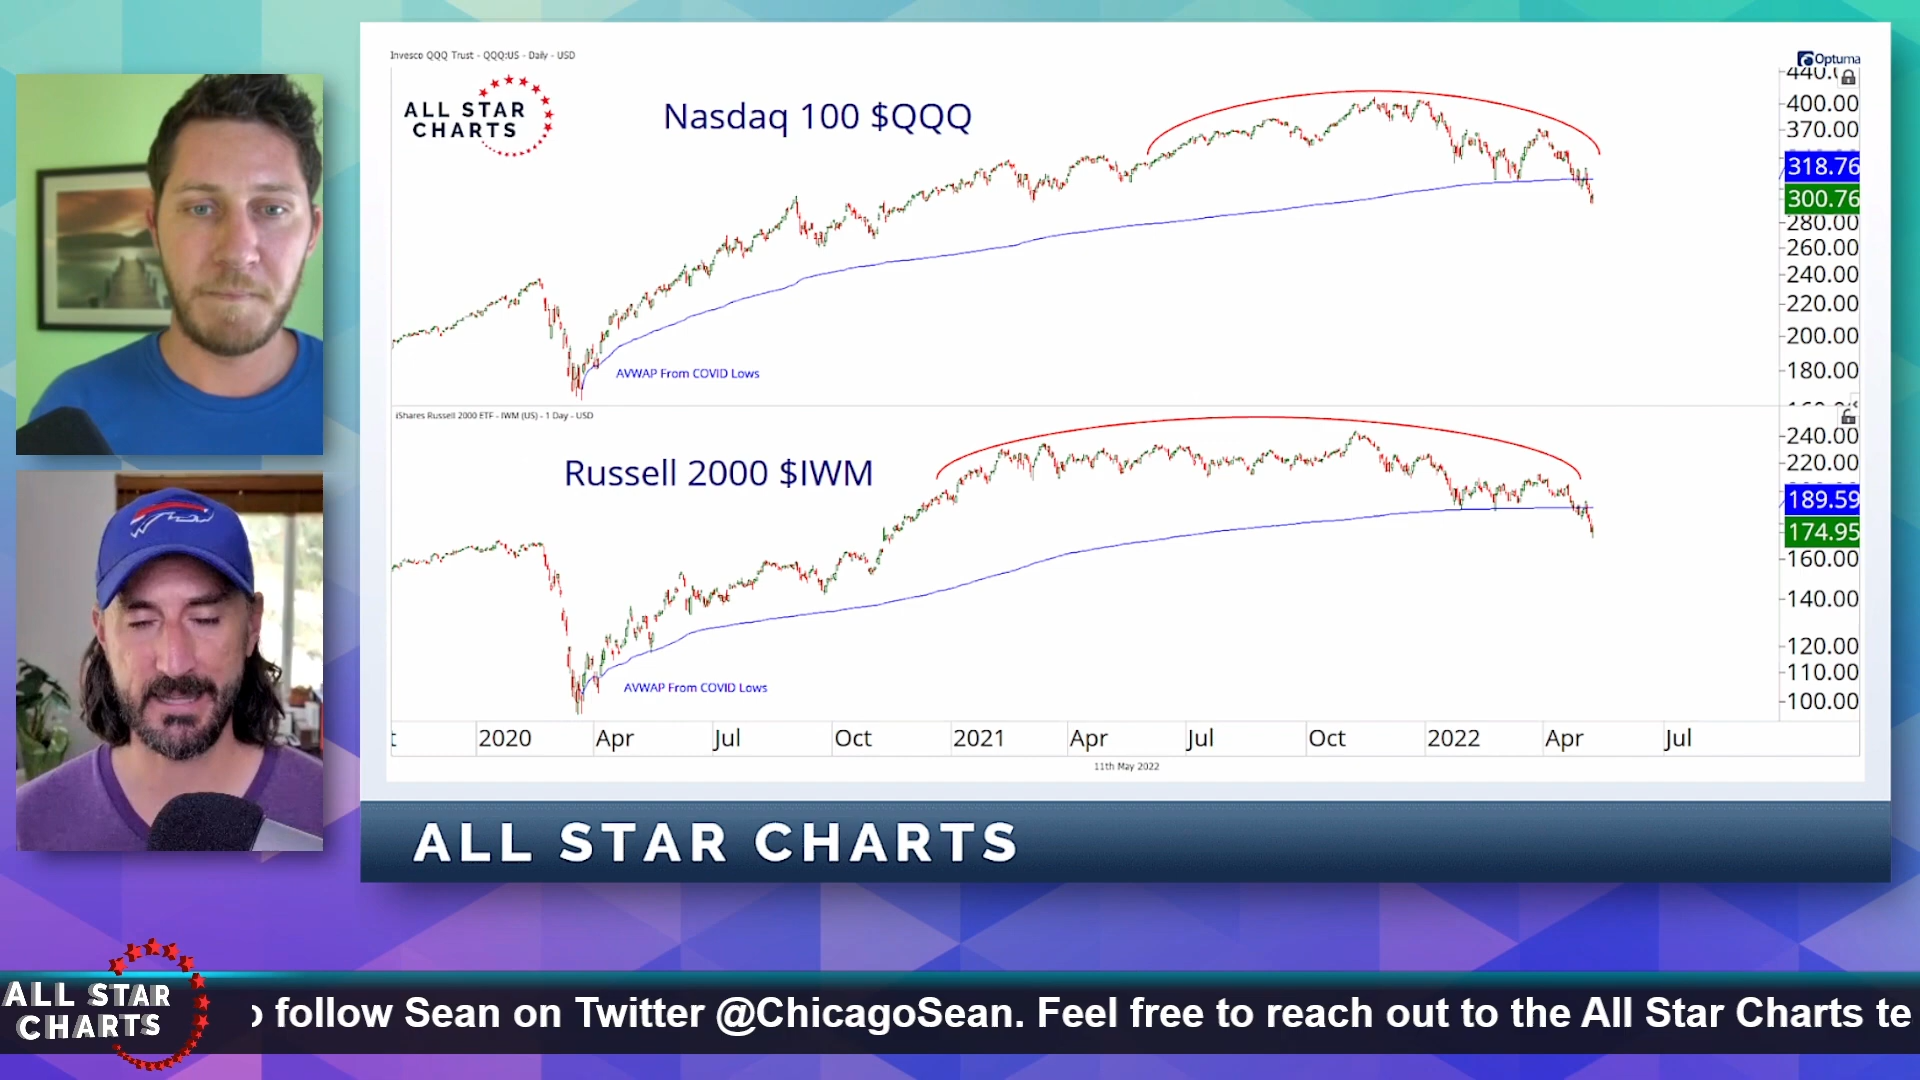 Invesco QQQ Trust - QQQ:US - Daily - USD
Optuma
ALL STAR
CHARTS
Nasdaq 100 $QQQ
400.00
370.00
318.76
300.76
280.00
260.00
240.00
220.00
200.00
180.00
AVWAP From COVID Lows
iShares Russell 2000 ETF - IWM (US) - 1 Day - USD
Russell 2000 $IWM
240.00
220.00
189.59
174.95
160.00
140.00
120.00
110.00
100.00
AVWAP From COVID Lows
t 2020 Apr Jul Oct 2021 Apr Jul Oct 2022 Apr Jul
11th May 2022
ALL STAR CHARTS
ALL STAR
CHARTS
follow Sean on Twitter @ChicagoSean. Feel free to reach out to the All Star Charts te